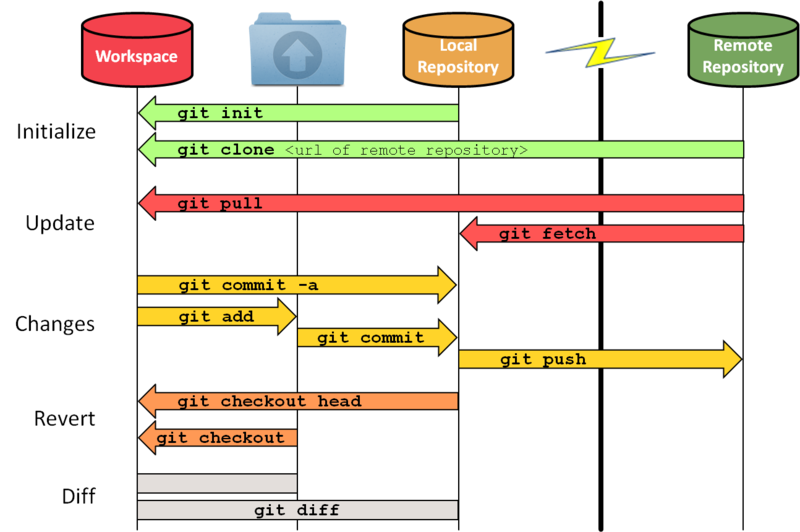 Workspace
Local
Repository
Remote
Repository
Initialize
git init
git clone <url of remote repository>
Update
git pull
git fetch
Changes
git commit -a
git add
git commit
git push
Revert
git checkout head
git checkout
Diff
git diff